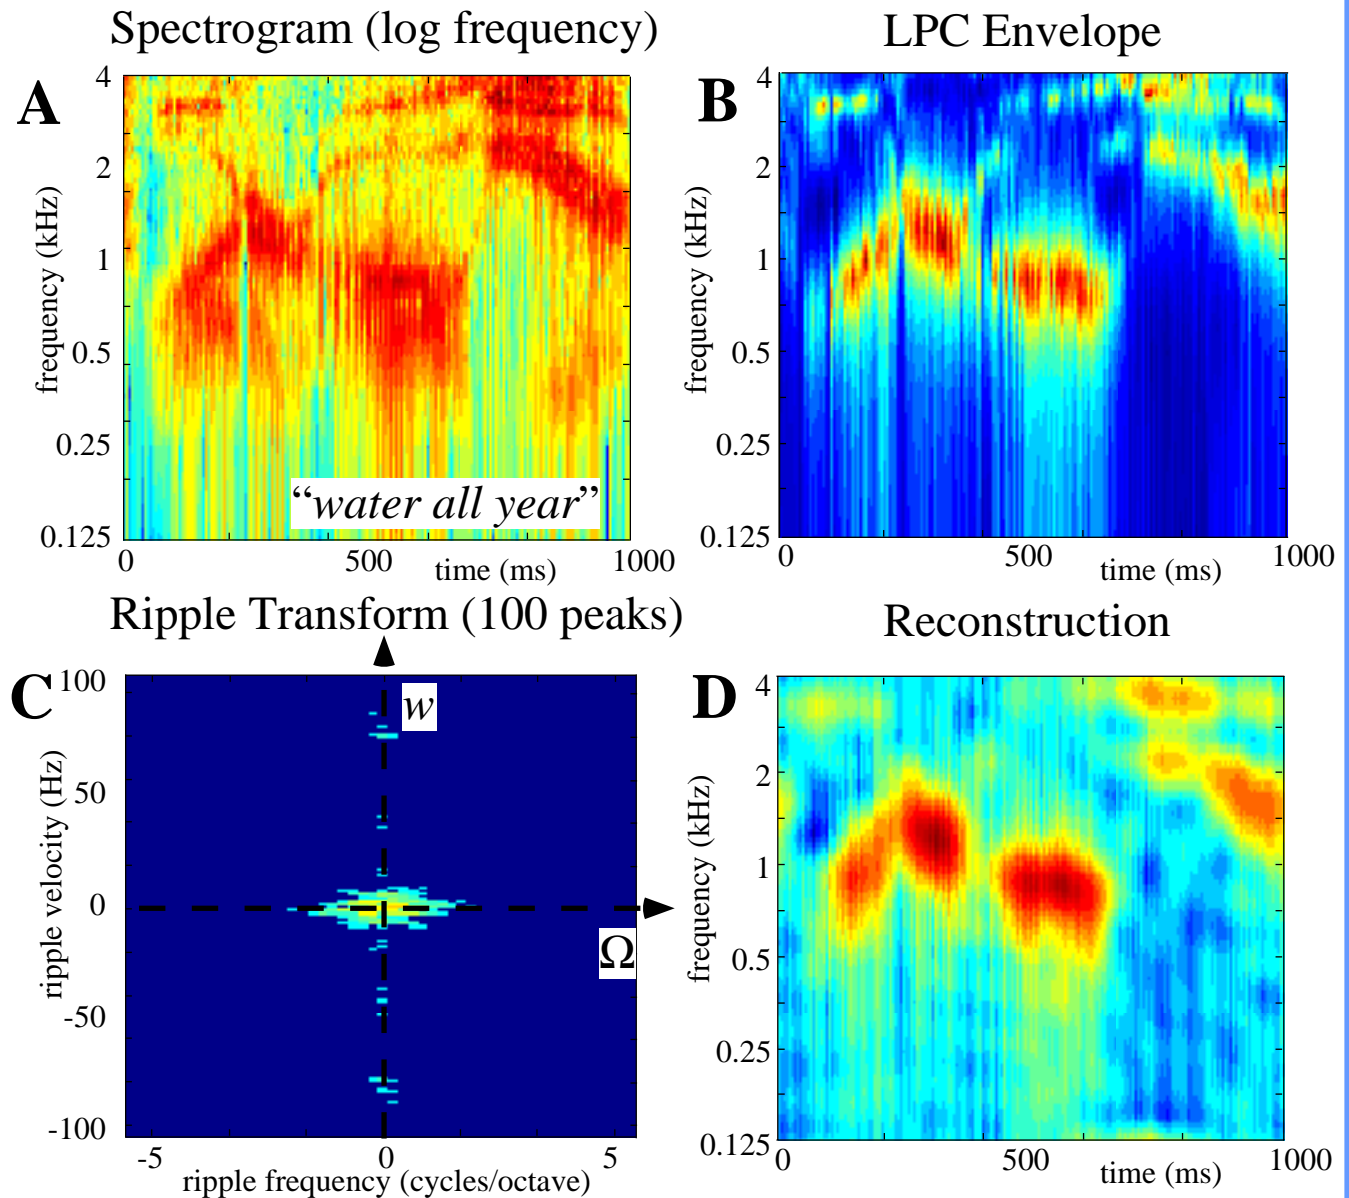 Spectrogram (log frequency)
A
4
2
1
0.5
0.25
0.125
frequency (kHz)
“water all year”
0
500
1000
time (ms)
LPC Envelope
B
4
2
1
0.5
0.25
0.125
frequency (kHz)
0
500
1000
time (ms)
Ripple Transform (100 peaks)
C
100
50
0
-50
-100
ripple velocity (Hz)
w
Ω
-5
0
5
ripple frequency (cycles/octave)
Reconstruction
D
4
2
1
0.5
0.25
0.125
frequency (kHz)
0
500
1000
time (ms)